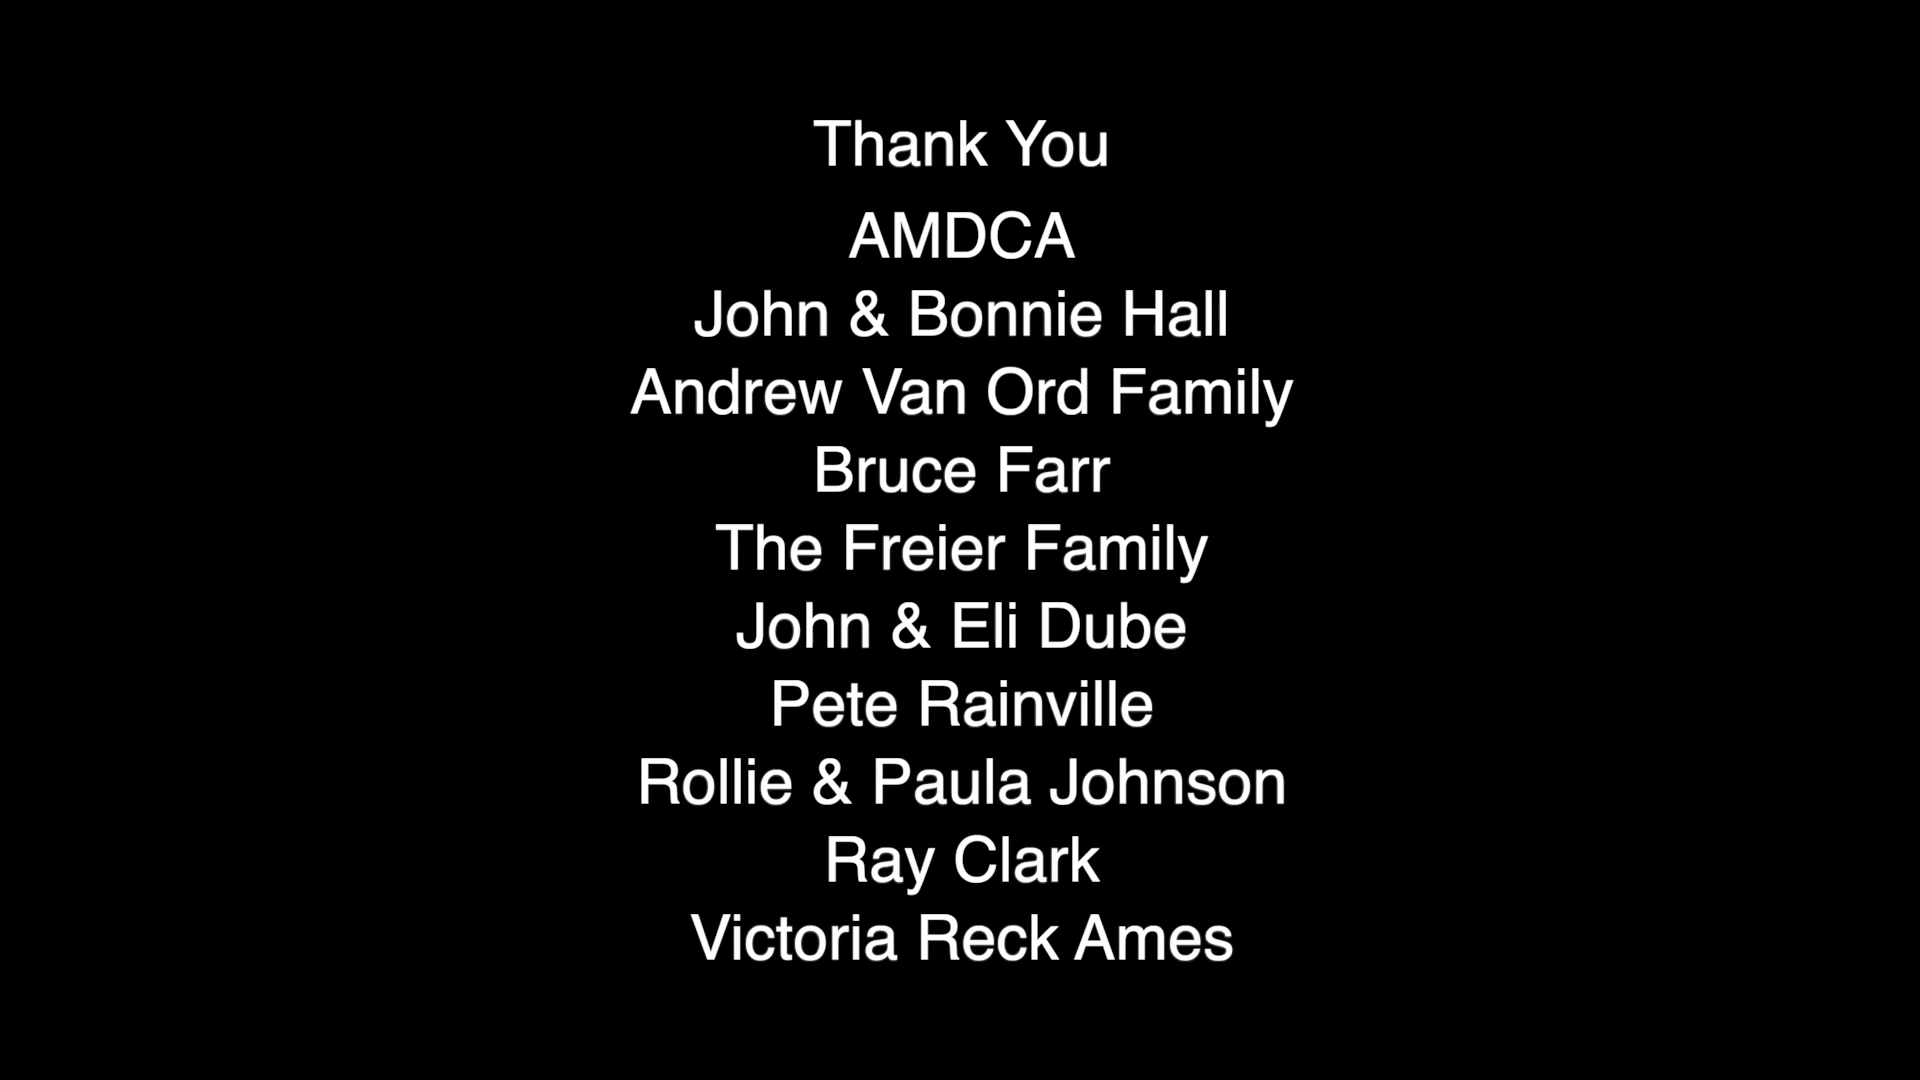 Thank You
AMDCA
John & Bonnie Hall
Andrew Van Ord Family
Bruce Farr
The Freier Family
John & Eli Dube
Pete Rainville
Rollie & Paula Johnson
Ray Clark
Victoria Reck Ames